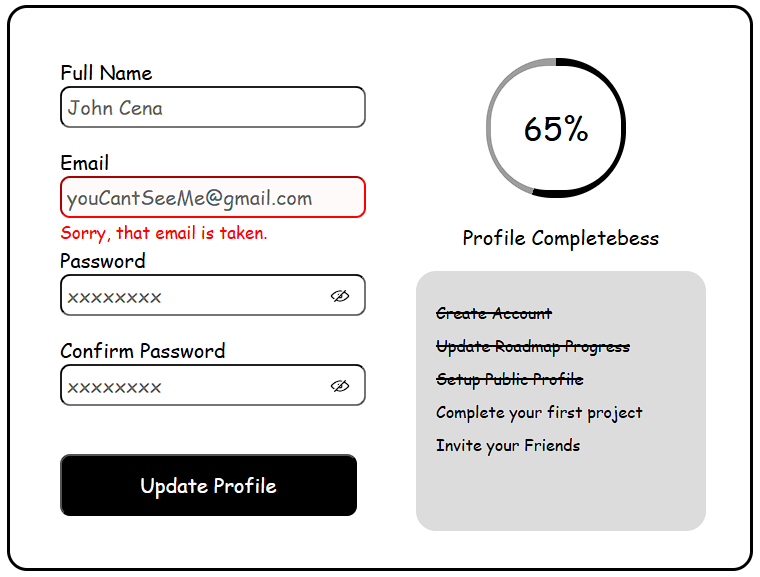 Full Name
John Cena
Email
youCantSeeMe@gmail.com
Sorry, that email is taken.
Password
xxxxxxxx
Confirm Password
xxxxxxxx
Update Profile
65%
Profile Completebess
Create Account
Update Roadmap Progress
Setup Public Profile
Complete your first project
Invite your Friends